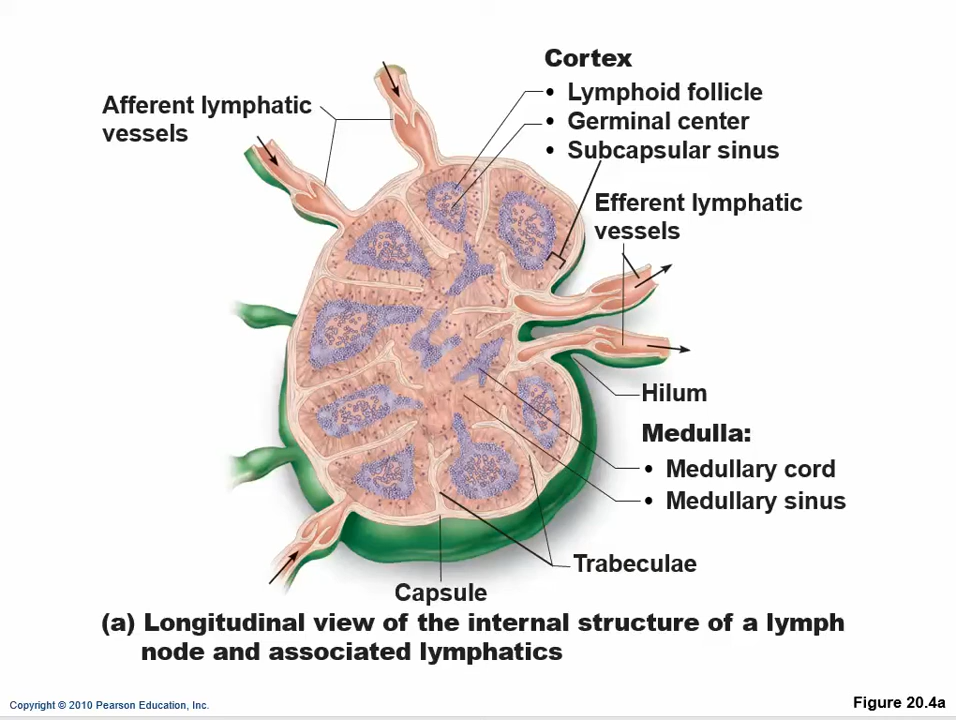 Cortex
Afferent lymphatic
vessels
• Lymphoid follicle
• Germinal center
• Subcapsular sinus
Efferent lymphatic
vessels
Hilum
Medulla:
• Medullary cord
• Medullary sinus
Trabeculae
Capsule
(a) Longitudinal view of the internal structure of a lymph
node and associated lymphatics
Copyright © 2010 Pearson Education, Inc.
Figure 20.4a